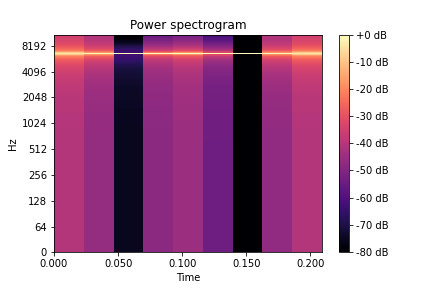 Power spectrogram
8192
4096
2048
1024
512
256
128
64
0
Hz
0.000
0.050
0.100
0.150
0.200
Time
+0 dB
-10 dB
-20 dB
-30 dB
-40 dB
-50 dB
-60 dB
-70 dB
-80 dB